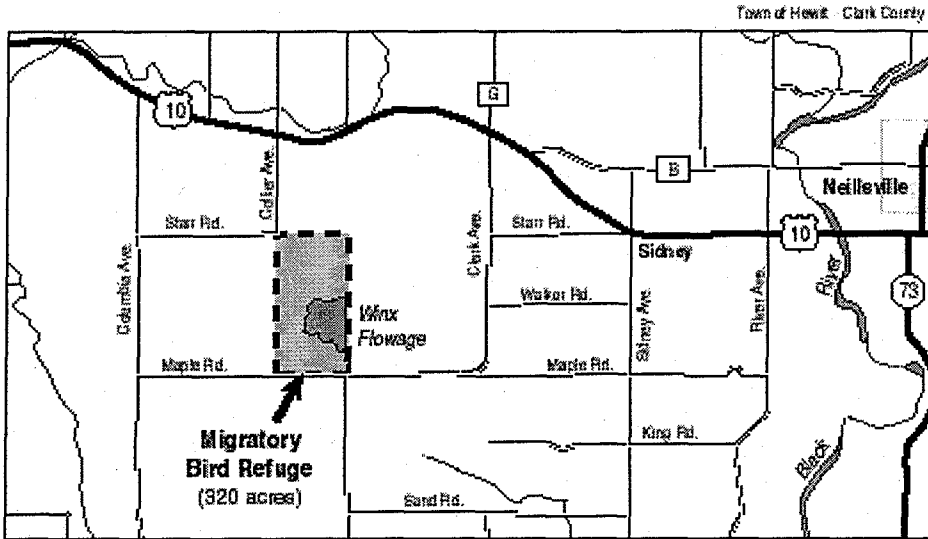 Town of Hewitt Clark County
10
G
B
Neillsville
Collier Ave.
Starr Rd.
Starr Rd.
Clark Ave.
Sidney
10
Columbia Ave.
Winx
Flowage
Walker Rd.
Sidney Ave.
River Ave.
River
73
Maple Rd.
Maple Rd.
Migratory
Bird Refuge
(320 acres)
King Rd.
Black
Sand Rd.